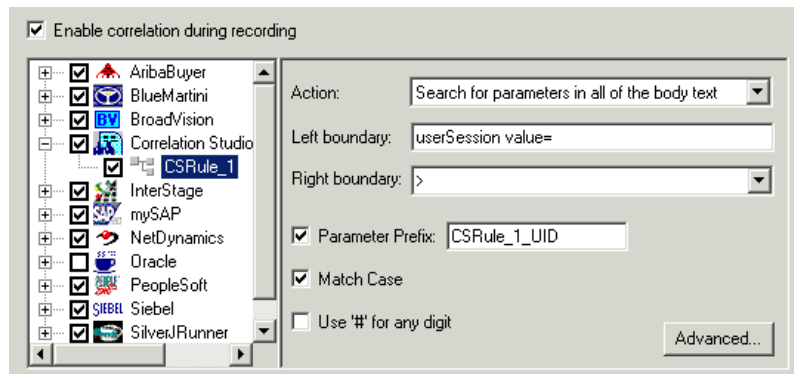 Enable correlation during recording
AribaBuyer
BlueMartini
BV BroadVision
Correlation Studio
CSRule_1
InterStage
SAP mySAP
NetDynamics
Oracle
PeopleSoft
SIEBEL Siebel
SilverJRunner
Action: Search for parameters in all of the body text
Left boundary: userSession value=
Right boundary: >
Parameter Prefix: CSRule_1_UID
Match Case
Use '#' for any digit
Advanced...